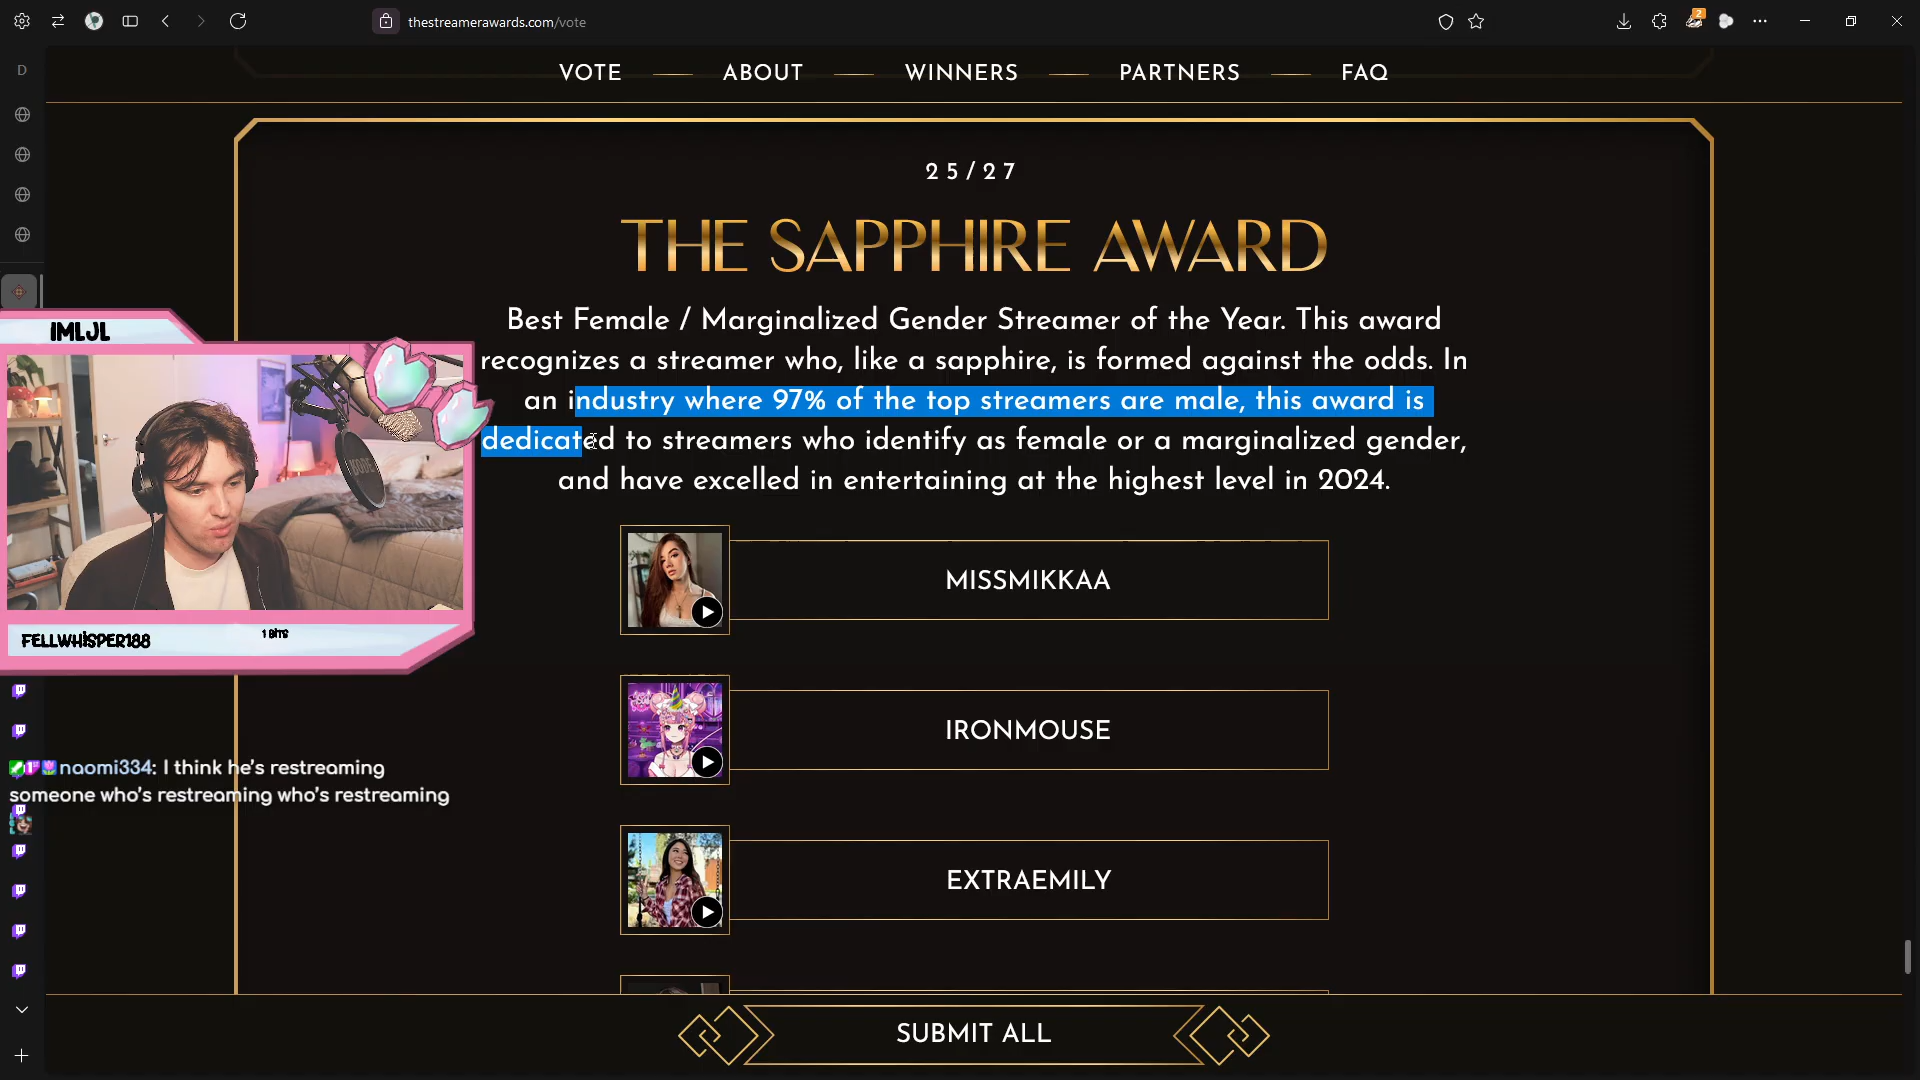 D
thestreamerawards.com/vote
2
VOTE
ABOUT
WINNERS
PARTNERS
FAQ
25/27
THE SAPPHIRE AWARD
Best Female / Marginalized Gender Streamer of the Year. This award
recognizes a streamer who, like a sapphire, is formed against the odds. In
an industry where 97% of the top streamers are male, this award is
dedicated to streamers who identify as female or a marginalized gender,
and have excelled in entertaining at the highest level in 2024.
IMLJL
RODE
FELLWHISPER188
1 BITS
MISSMIKKAA
IRONMOUSE
naomi334: I think he's restreaming
someone who's restreaming who's restreaming
EXTRAEMILY
SUBMIT ALL